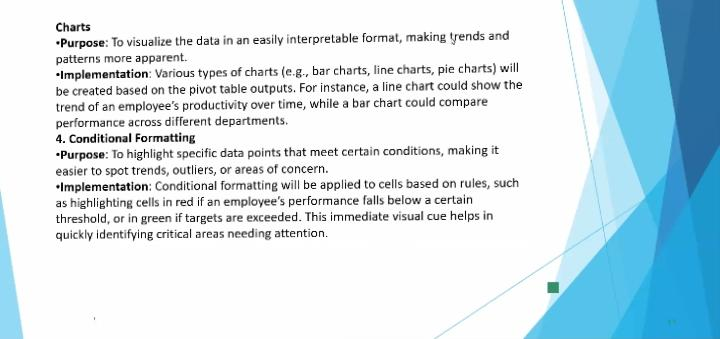 Charts
•Purpose: To visualize the data in an easily interpretable format, making trends and
patterns more apparent.
•Implementation: Various types of charts (e.g., bar charts, line charts, pie charts) will
be created based on the pivot table outputs. For instance, a line chart could show the
trend of an employee's productivity over time, while a bar chart could compare
performance across different departments.
4. Conditional Formatting
•Purpose: To highlight specific data points that meet certain conditions, making it
easier to spot trends, outliers, or areas of concern.
•Implementation: Conditional formatting will be applied to cells based on rules, such
as highlighting cells in red if an employee's performance falls below a certain
threshold, or in green if targets are exceeded. This immediate visual cue helps in
quickly identifying critical areas needing attention.